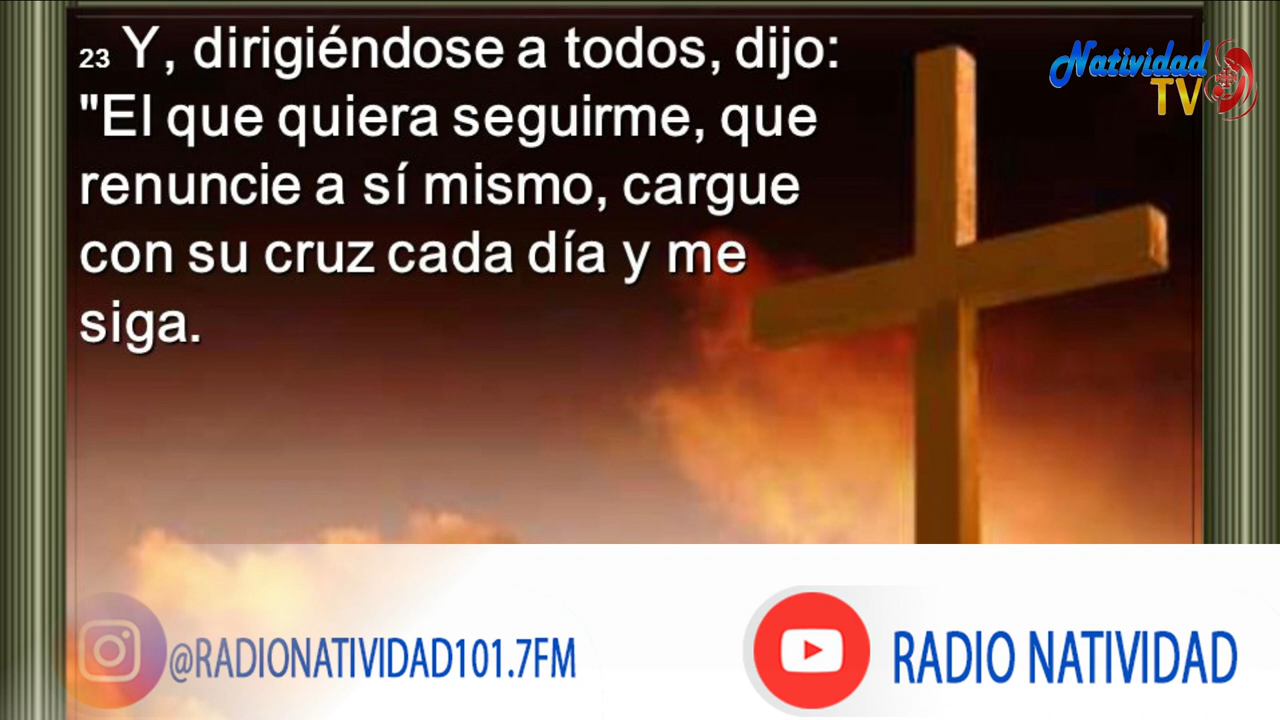 23 Y, dirigiéndose a todos, dijo:
"El que quiera seguirme, que
renuncie a sí mismo, cargue
con su cruz cada día y me
siga.
Natividad
TV
@RADIONATIVIDAD101.7FM
RADIO NATIVIDAD